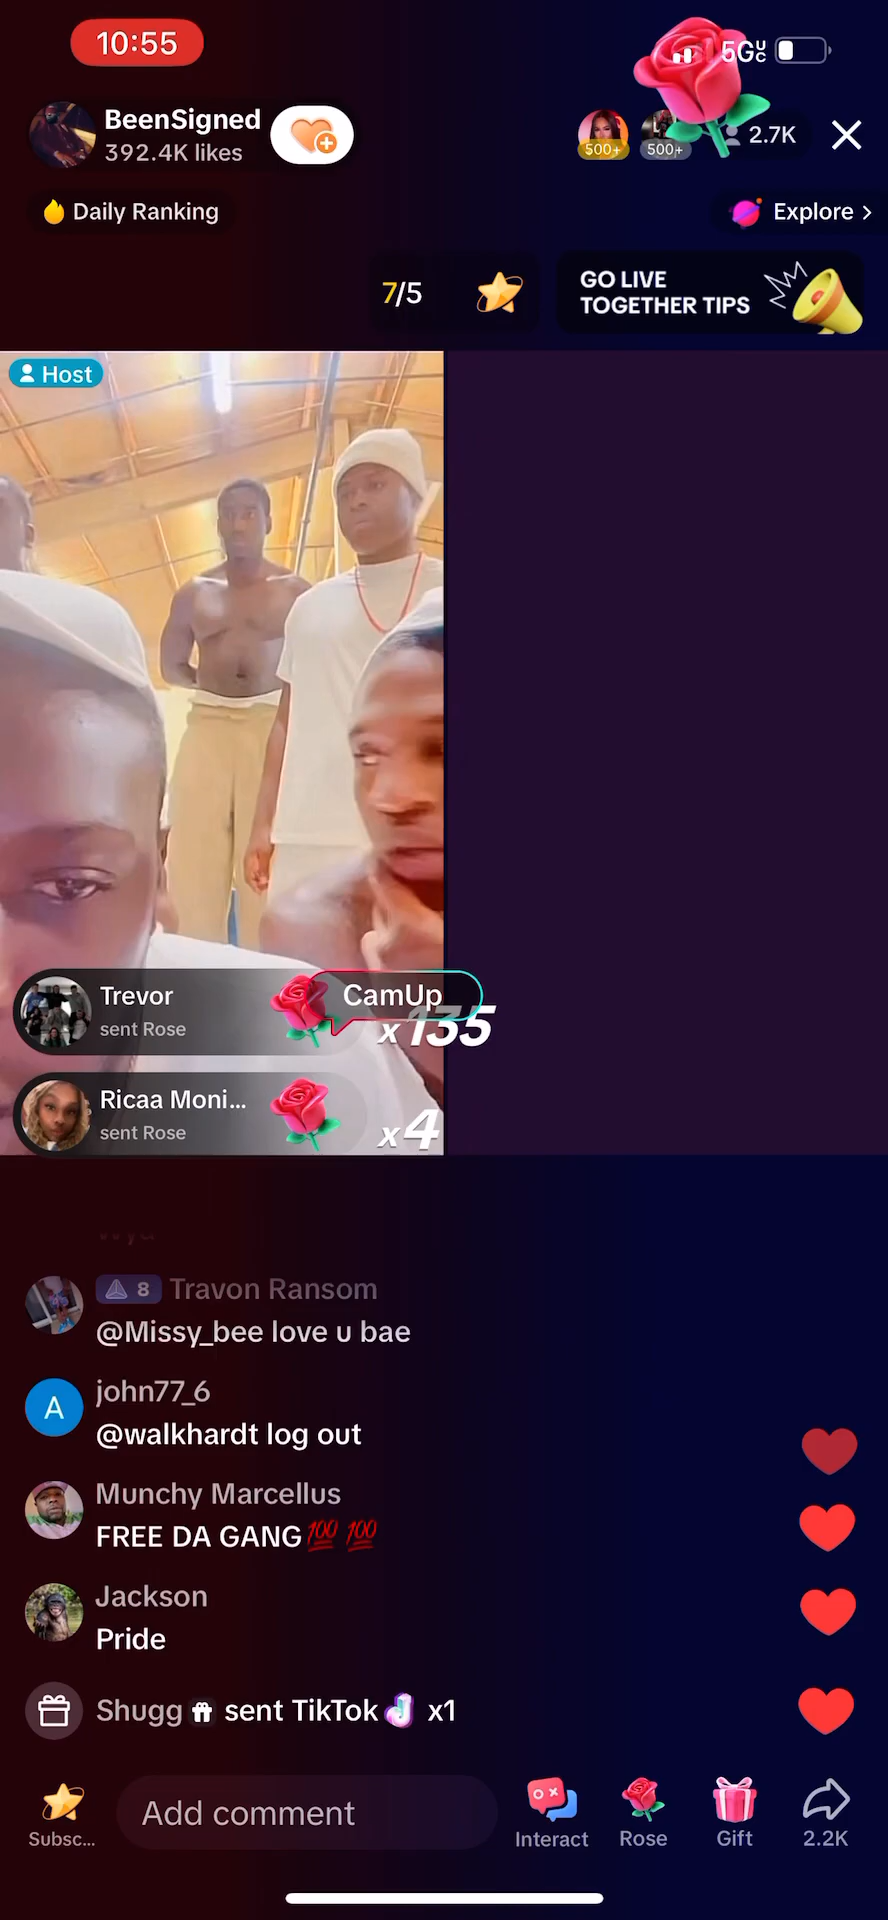 10:55
5GUC
BeenSigned
392.4K likes
500+
500+
2.7K
Daily Ranking
Explore >
7/5
GO LIVE
TOGETHER TIPS
Host
Trevor
sent Rose
CamUp
x135
Ricaa Moni...
sent Rose
x4
8 Travon Ransom
@Missy_bee love u bae
A
john77_6
@walkhardt log out
Munchy Marcellus
FREE DA GANG💯 💯
Jackson
Pride
Shugg sent TikTok x1
Subsc...
Add comment
Interact
Rose
Gift
2.2K